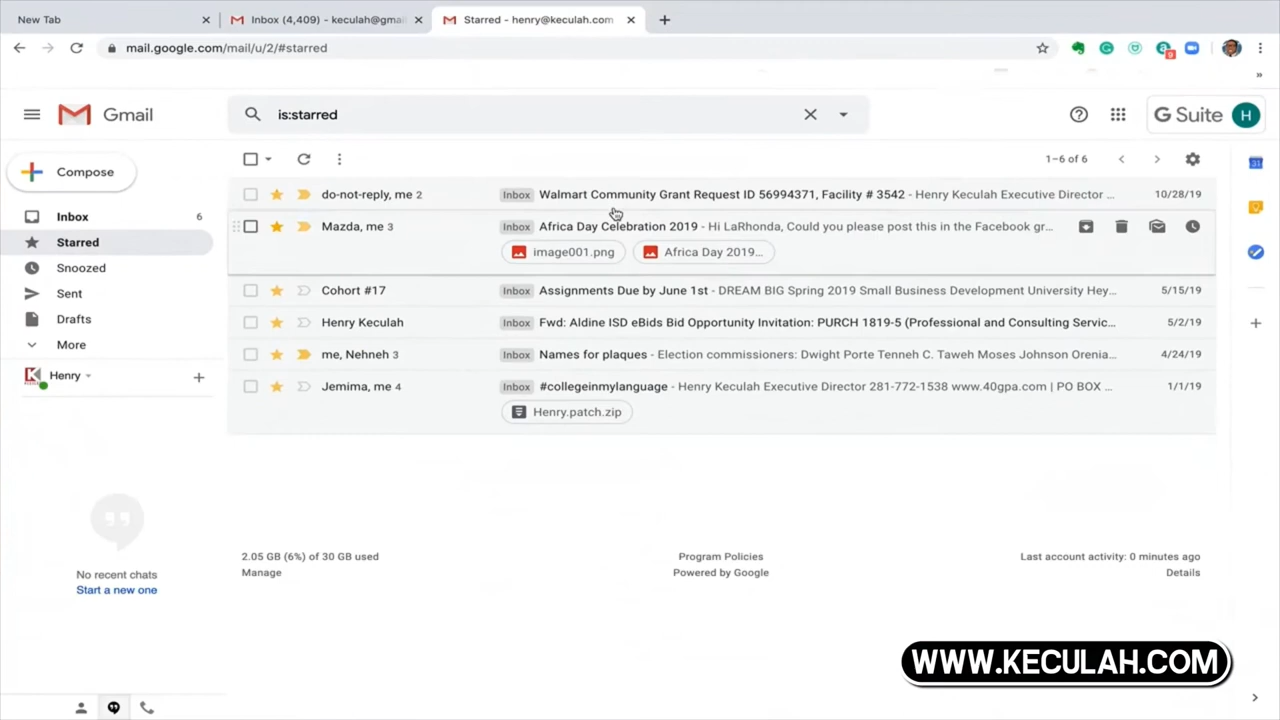 New Tab
Inbox (4,409) - keculah@gmai
Starred - henry@keculah.com
mail.google.com/mail/u/2/#starred
9
»
Gmail
is:starred
G Suite H
Compose
1–6 of 6
do-not-reply, me 2 Inbox Walmart Community Grant Request ID 56994371, Facility # 3542 - Henry Keculah Executive Director ... 10/28/19
Inbox 6
Mazda, me 3 Inbox Africa Day Celebration 2019 - Hi LaRhonda, Could you please post this in the Facebook gr...
Starred
image001.png Africa Day 2019...
Snoozed
Sent
Cohort #17 Inbox Assignments Due by June 1st - DREAM BIG Spring 2019 Small Business Development University Hey... 5/15/19
Drafts
Henry Keculah Inbox Fwd: Aldine ISD eBids Bid Opportunity Invitation: PURCH 1819-5 (Professional and Consulting Servic... 5/2/19
More
me, Nehneh 3 Inbox Names for plaques - Election commissioners: Dwight Porte Tenneh C. Taweh Moses Johnson Orenia... 4/24/19
Henry
Jemima, me 4 Inbox #collegeinmylanguage - Henry Keculah Executive Director 281-772-1538 www.40gpa.com | PO BOX ... 1/1/19
Henry.patch.zip
2.05 GB (6%) of 30 GB used
Manage
Program Policies
Powered by Google
Last account activity: 0 minutes ago
Details
No recent chats
Start a new one
WWW.KECULAH.COM